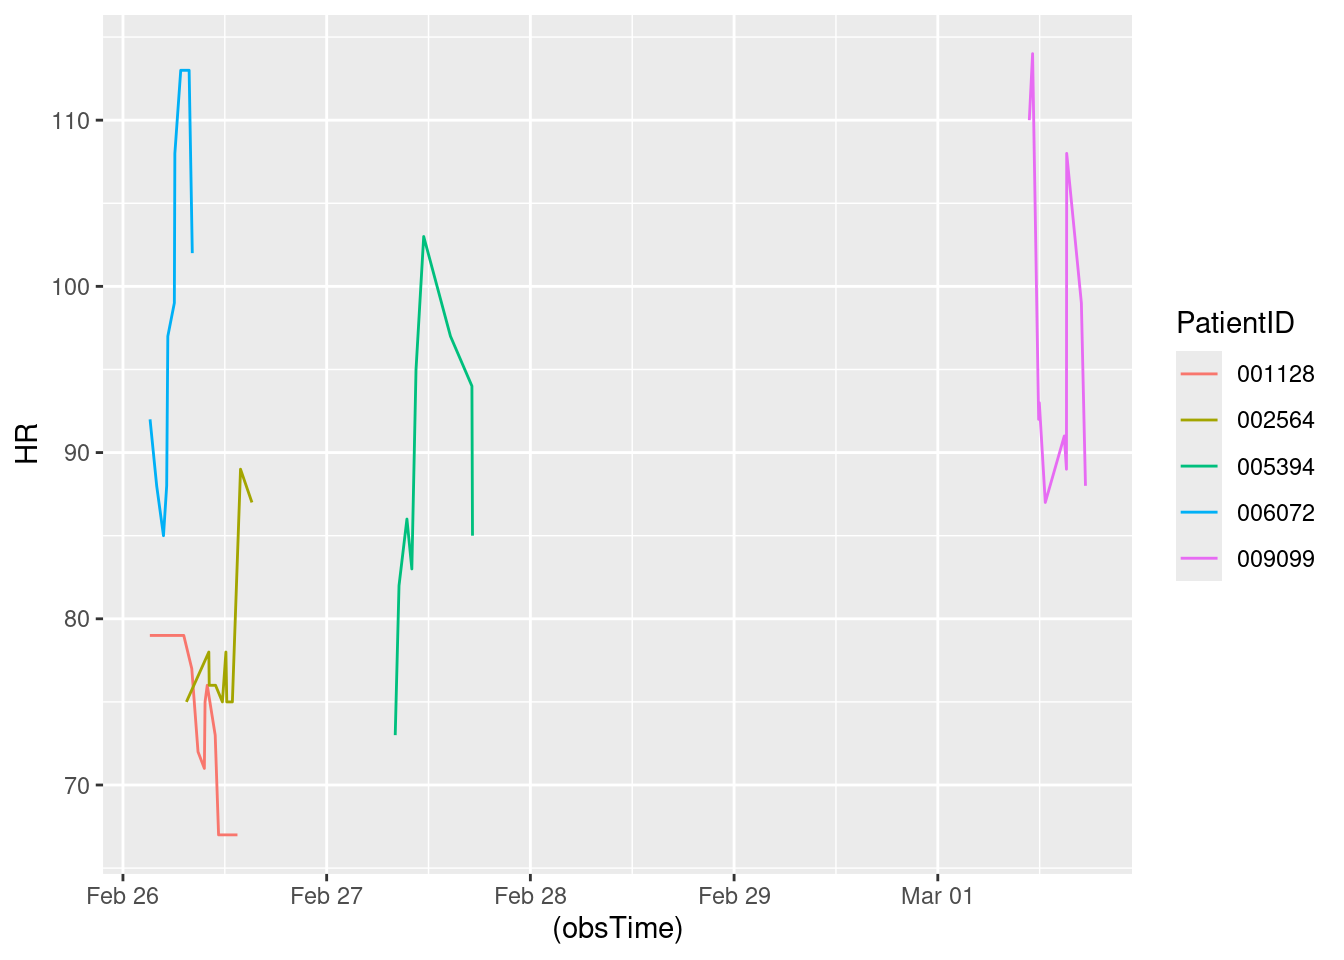 110
100
90
80
70
HR
Feb 26
Feb 27
Feb 28
Feb 29
Mar 01
(obsTime)
PatientID
001128
002564
005394
006072
009099